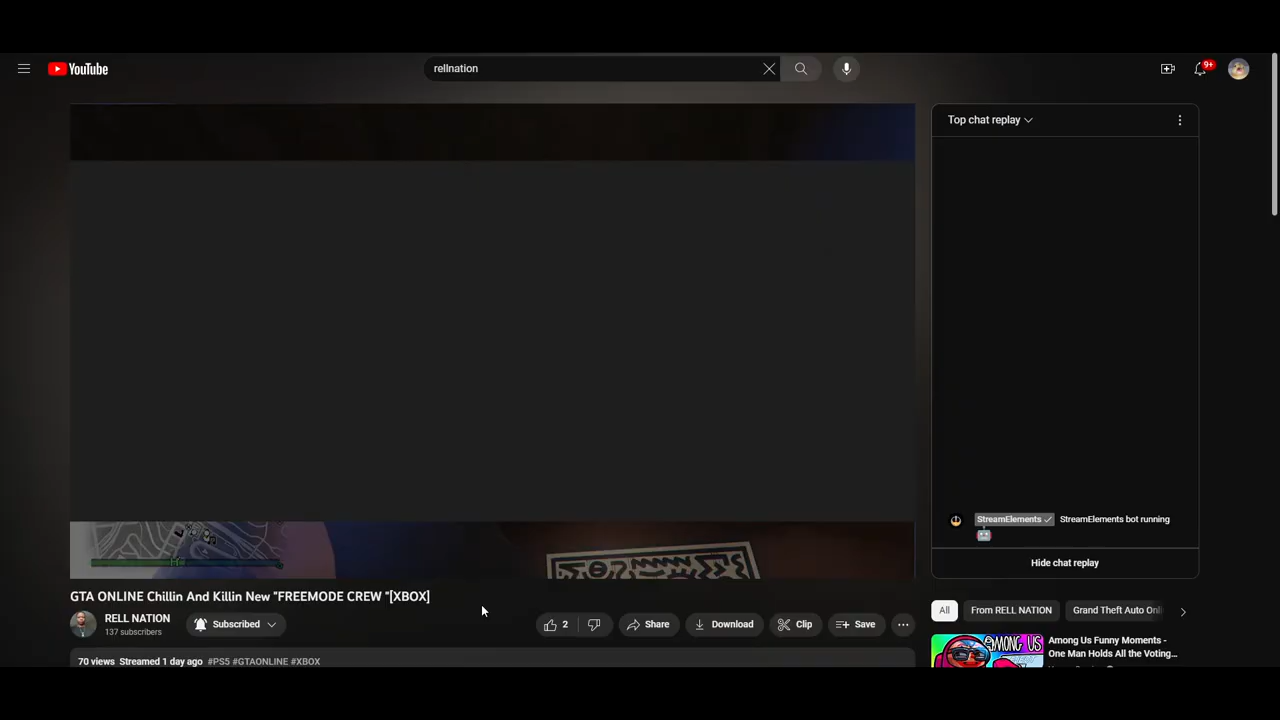 YouTube
rellnation
9+
Top chat replay
StreamElements StreamElements bot running
Hide chat replay
GTA ONLINE Chillin And Killin New "FREEMODE CREW "[XBOX]
RELL NATION
137 subscribers
Subscribed
2
Share
Download
Clip
Save
All
From RELL NATION
Grand Theft Auto Onli
70 views Streamed 1 day ago #PS5 #GTAONLINE #XBOX
AMONG US
Among Us Funny Moments -
One Man Holds All the Voting...